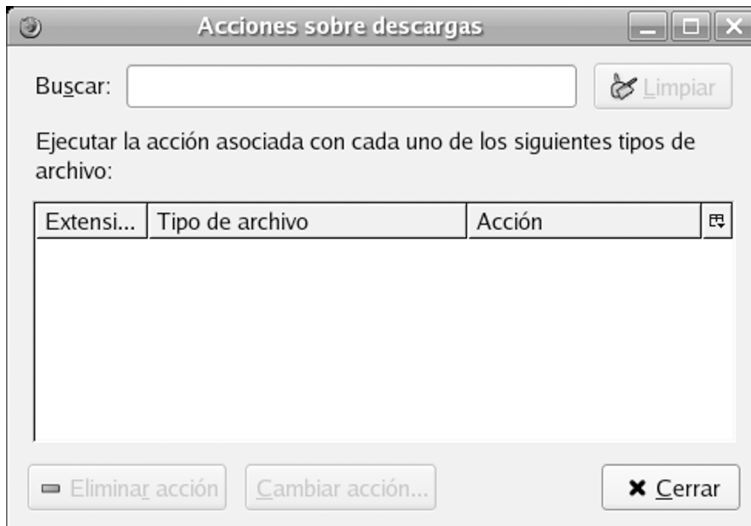 Acciones sobre descargas
Buscar:
Limpiar
Ejecutar la acción asociada con cada uno de los siguientes tipos de
archivo:
Extensi... Tipo de archivo Acción
Eliminar acción Cambiar acción... Cerrar